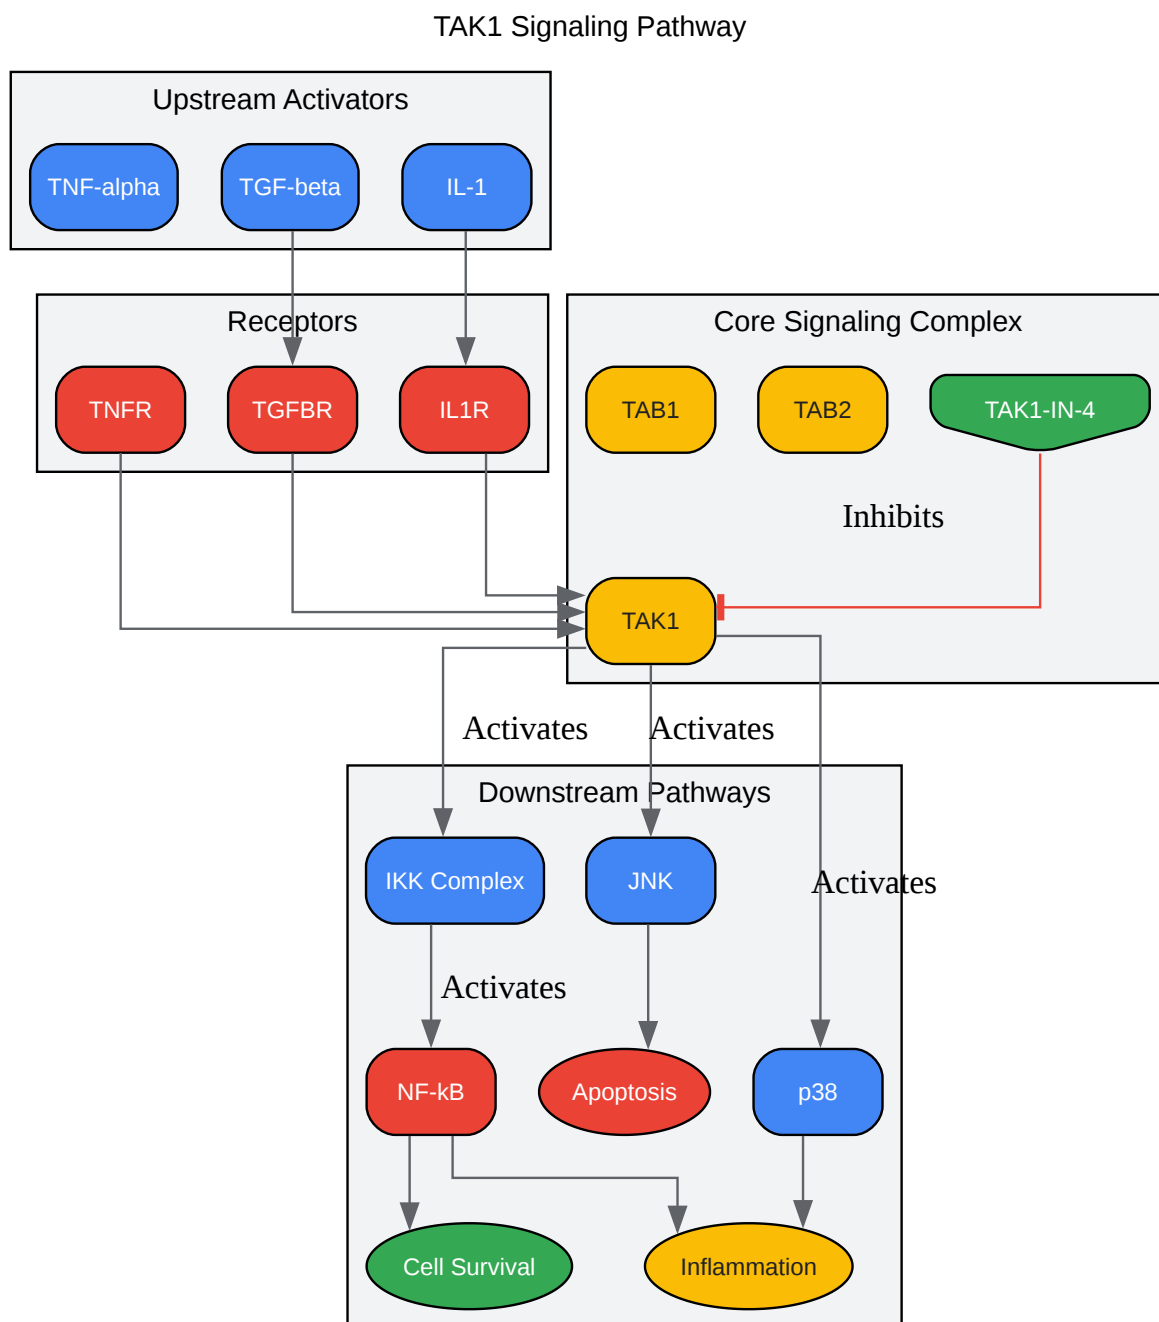 TAK1 Signaling Pathway
Upstream Activators
TNF-alpha
TGF-beta
IL-1
Receptors
TNFR
TGFBR
IL1R
Core Signaling Complex
TAB1
TAB2
TAK1-IN-4
Inhibits
TAK1
Activates
Activates
Downstream Pathways
IKK Complex
JNK
Activates
Activates
NF-kB
Apoptosis
p38
Cell Survival
Inflammation